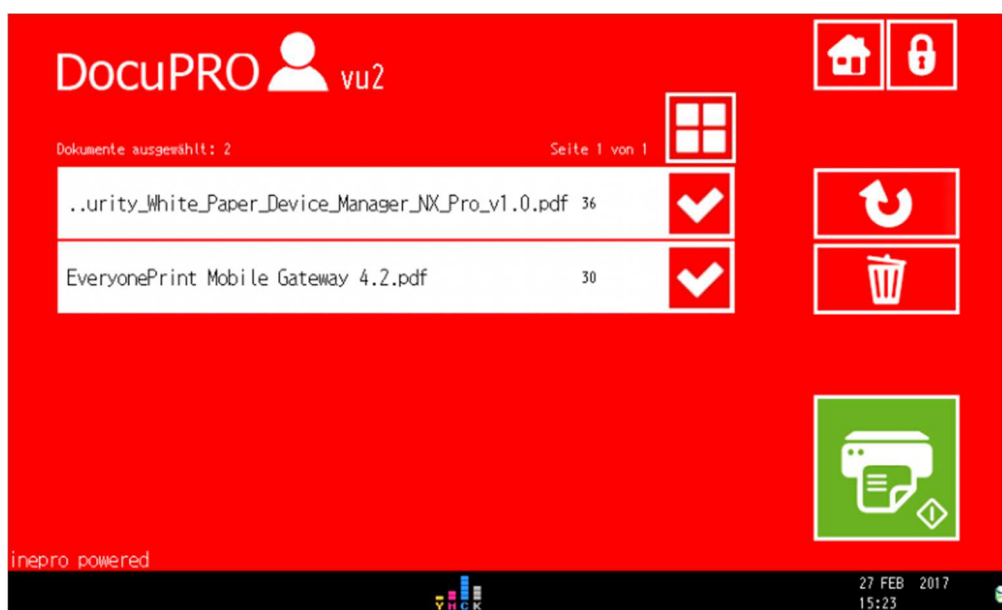 DocuPRO vu2
Dokumente ausgewählt: 2 Seite 1 von 1
..urity_White_Paper_Device_Manager_NX_Pro_v1.0.pdf 36
EveryonePrint Mobile Gateway 4.2.pdf 30
inepro powered
Y M C K
27 FEB 2017
15:23